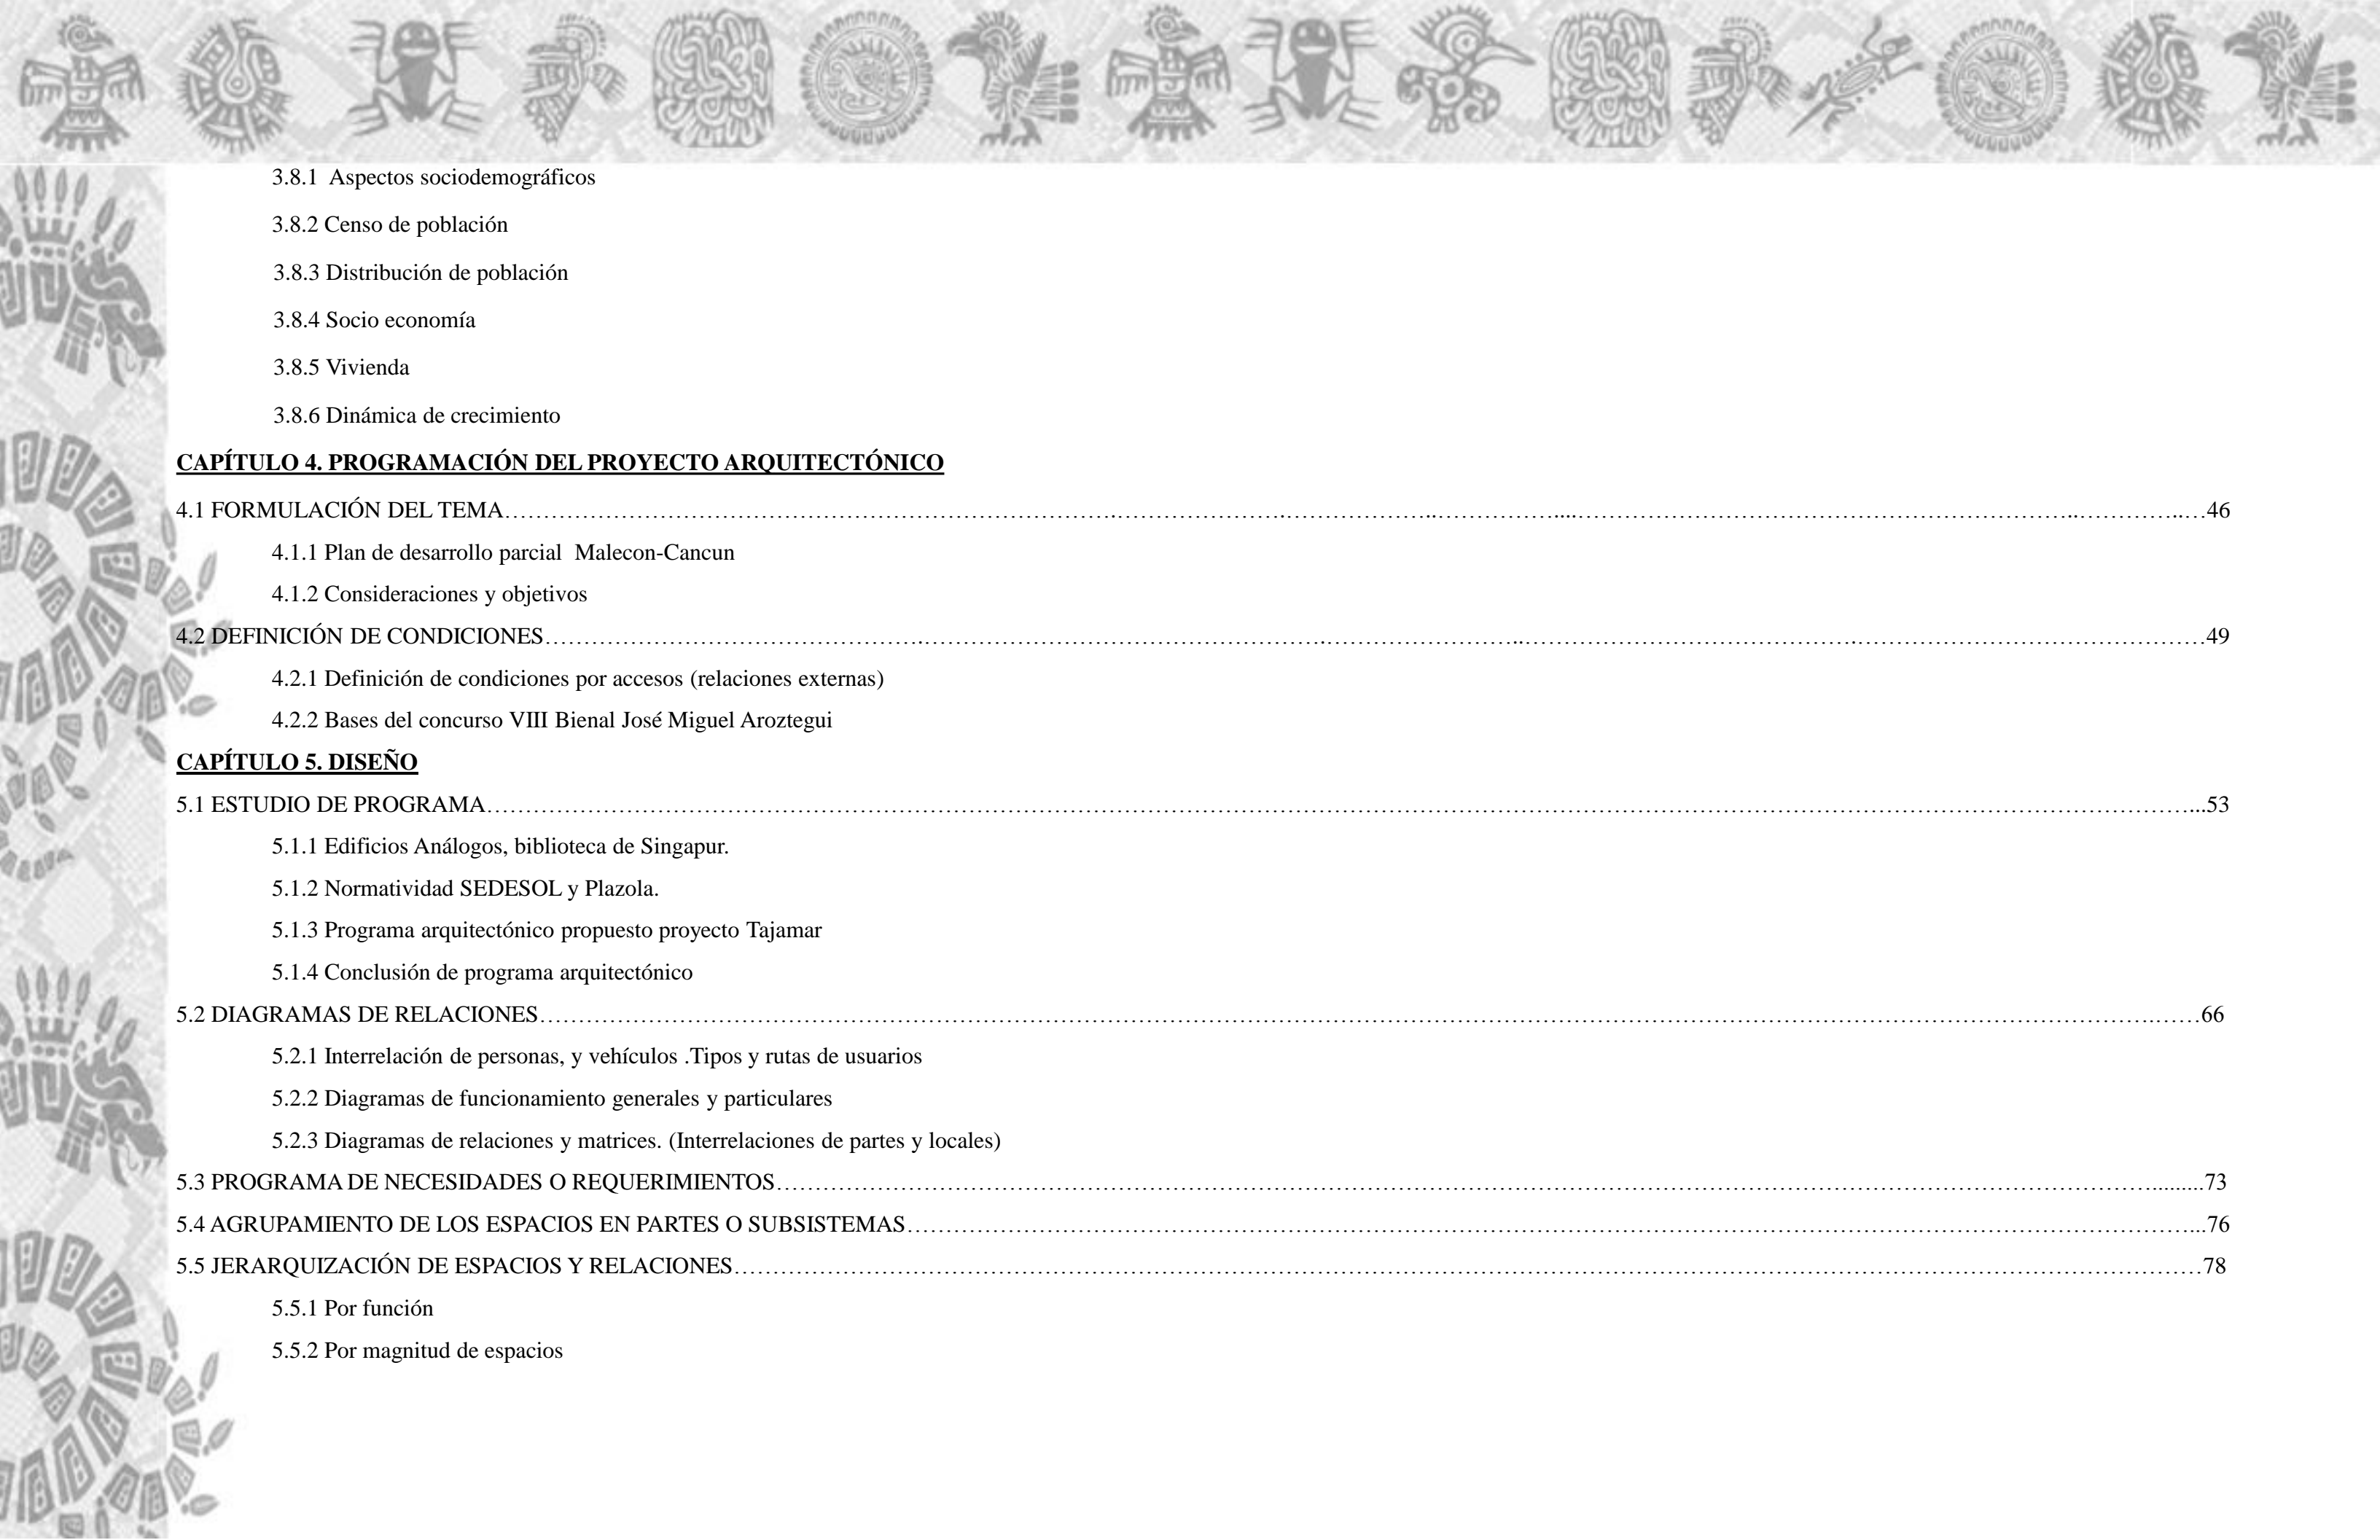 3.8.1  Aspectos sociodemográficos
3.8.2 Censo de población
3.8.3 Distribución de población
3.8.4 Socio economía
3.8.5 Vivienda
3.8.6 Dinámica de crecimiento
CAPÍTULO 4. PROGRAMACIÓN DEL PROYECTO ARQUITECTÓNICO
4.1 FORMULACIÓN DEL TEMA……………………………………………………………….46
4.1.1 Plan de desarrollo parcial  Malecon-Cancun
4.1.2 Consideraciones y objetivos
4.2 DEFINICIÓN DE CONDICIONES……………………………………………………………….49
4.2.1 Definición de condiciones por accesos (relaciones externas)
4.2.2 Bases del concurso VIII Bienal José Miguel Aroztegui
CAPÍTULO 5. DISEÑO
5.1 ESTUDIO DE PROGRAMA……………………………………………………………...53
5.1.1 Edificios Análogos, biblioteca de Singapur.
5.1.2 Normatividad SEDESOL y Plazola.
5.1.3 Programa arquitectónico propuesto proyecto Tajamar
5.1.4 Conclusión de programa arquitectónico
5.2 DIAGRAMAS DE RELACIONES……………………………………………………………….……66
5.2.1 Interrelación de personas, y vehículos .Tipos y rutas de usuarios
5.2.2 Diagramas de funcionamiento generales y particulares
5.2.3 Diagramas de relaciones y matrices. (Interrelaciones de partes y locales)
5.3 PROGRAMA DE NECESIDADES O REQUERIMIENTOS……………………………………………….........73
5.4 AGRUPAMIENTO DE LOS ESPACIOS EN PARTES O SUBSISTEMAS………………………………………………...76
5.5 JERARQUIZACIÓN DE ESPACIOS Y RELACIONES………………………………………………………78
5.5.1 Por función
5.5.2 Por magnitud de espacios